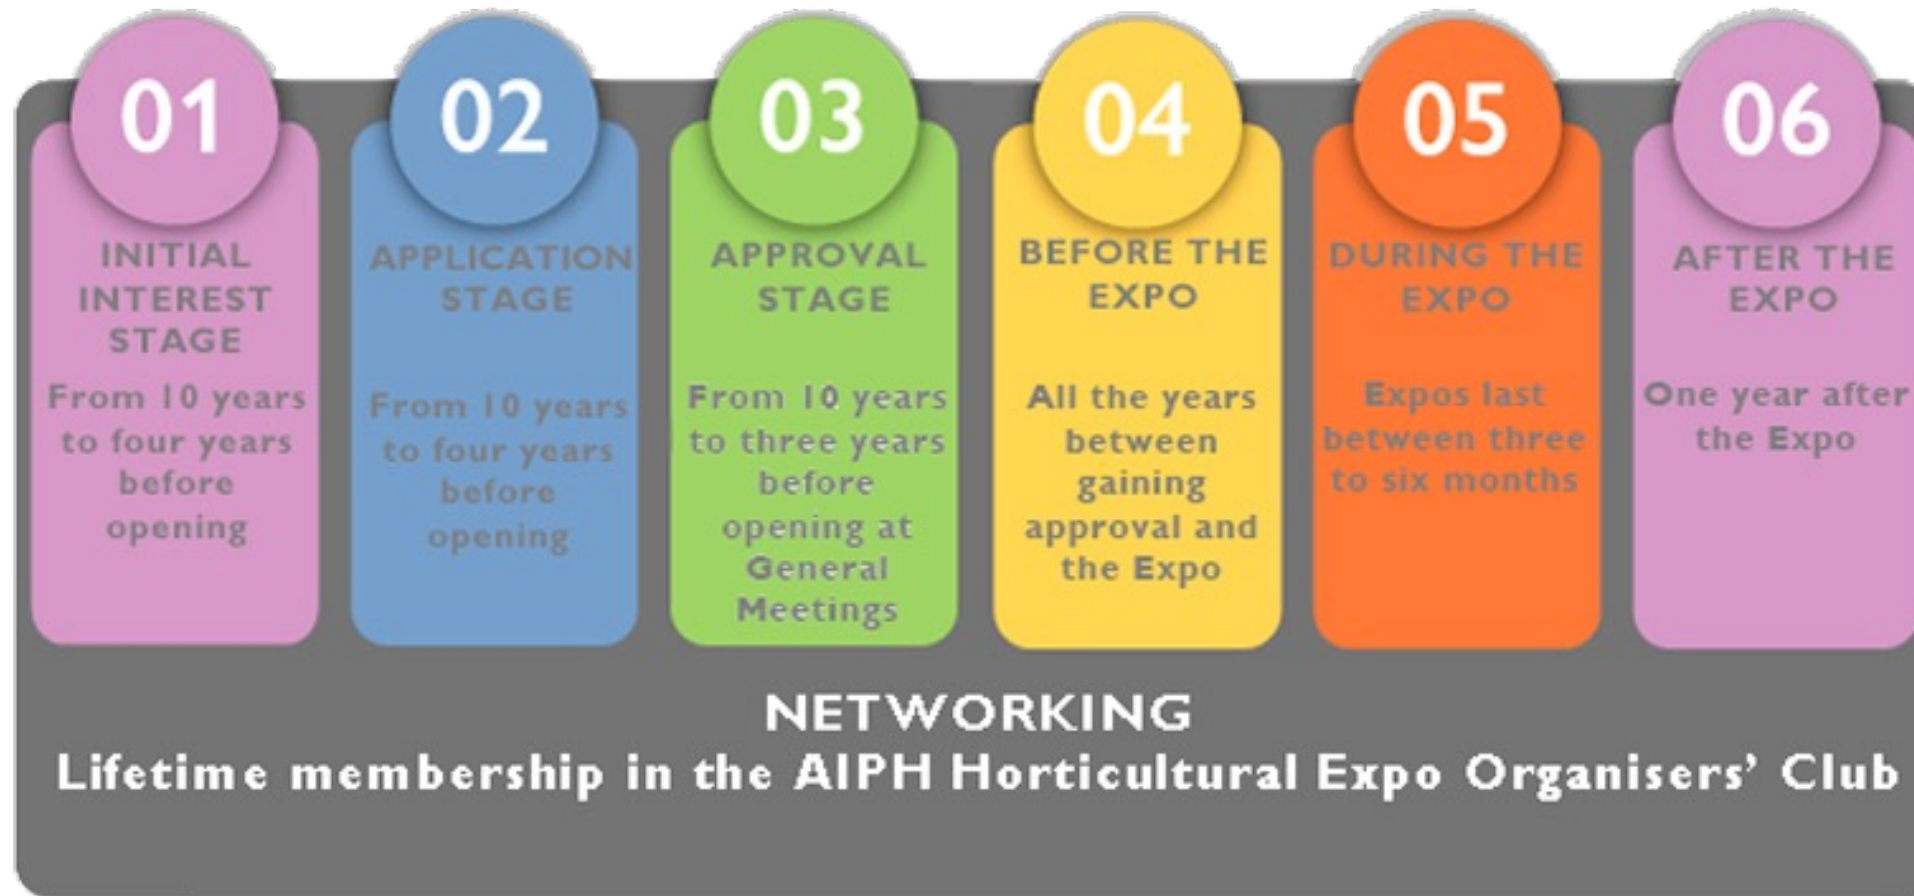 01
INITIAL
INTEREST
STAGE
From 10 years
to four years
before
opening
02
APPLICATION
STAGE
From 10 years
to four years
before
opening
03
APPROVAL
STAGE
From 10 years
to three years
before
opening at
General
Meetings
04
BEFORE THE
EXPO
All the years
between
gaining
approval and
the Expo
05
DURING THE
EXPO
Expos last
between three
to six months
06
AFTER THE
EXPO
One year after
the Expo
NETWORKING
Lifetime membership in the AIPH Horticultural Expo Organisers’ Club